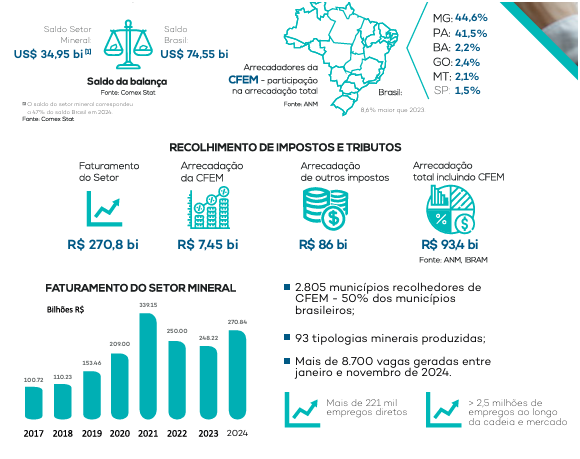 Saldo Setor
Mineral
US$ 34,95 bi [1]
Saldo
Brasil
US$ 74,55 bi
Saldo da balança
Fonte: Comex Stat
[1] O saldo do setor mineral correspondeu
a 47% do saldo Brasil em 2024
Fonte: Comex Stat
Arrecadadores da
CFEM - participação
na arrecadação total
Fonte: ANM
Brasil:
8,6% maior que 2023
MG: 44,6%
PA: 41,5%
BA: 2,2%
GO: 2,4%
MT: 2,1%
SP: 1,5%
RECOLHIMENTO DE IMPOSTOS E TRIBUTOS
Faturamento
do Setor
R$ 270,8 bi
Arrecadação
da CFEM
R$ 7,45 bi
Arrecadação
de outros impostos
R$ 86 bi
Arrecadação
total incluindo CFEM
R$ 93,4 bi
Fonte: ANM, IBRAM
FATURAMENTO DO SETOR MINERAL
Bilhões R$
100.72
110.23
153.46
209.00
339.15
250.00
248.22
270.84
2017 2018 2019 2020 2021 2022 2023 2024
2.805 municípios recolhedores de
CFEM - 50% dos municípios
brasileiros;
93 tipologias minerais produzidas;
Mais de 8.700 vagas geradas entre
janeiro e novembro de 2024.
Mais de 221 mil
empregos diretos
> 2,5 milhões de
empregos ao longo
da cadeia e mercado